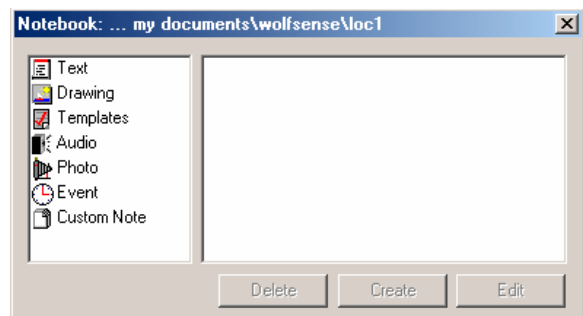 Notebook: ... my documents\wolfsense\loc1
Text
Drawing
Templates
Audio
Photo
Event
Custom Note
Delete Create Edit